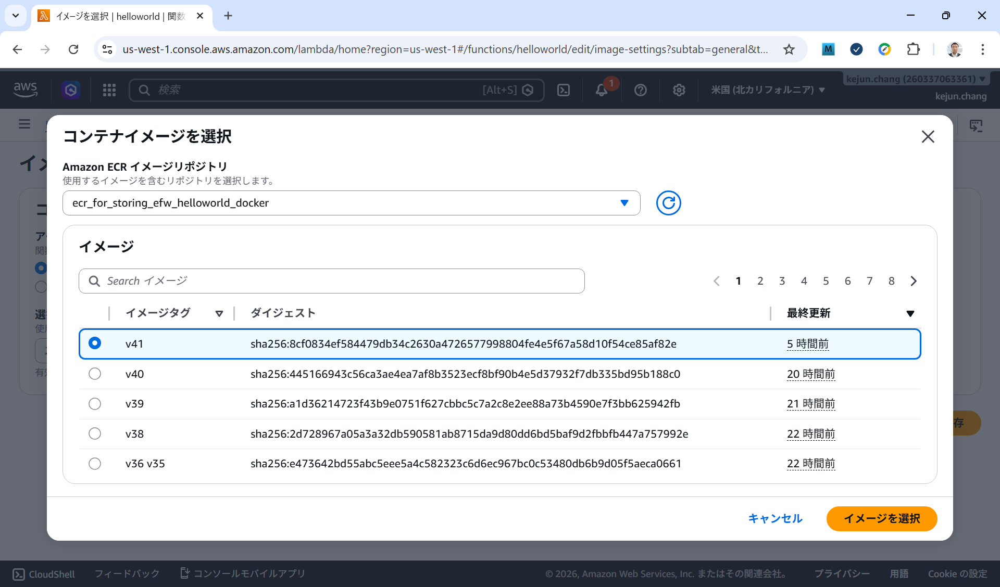 イメージを選択 | helloworld | 関数
us-west-1.console.aws.amazon.com/lambda/home?region=us-west-1#/functions/helloworld/edit/image-settings?subtab=general&t...
M
aws
検索
[Alt+S]
1
米国 (北カリフォルニア) ▼
kejun.chang (260337063361) ▼
kejun.chang
コンテナイメージを選択
Amazon ECR イメージリポジトリ
使用するイメージを含むリポジトリを選択します。
ecr_for_storing_efw_helloworld_docker
イメージ
Search イメージ
1 2 3 4 5 6 7 8
イメージタグ ダイジェスト 最終更新
v41 sha256:8cf0834ef584479db34c2630a4726577998804fe4e5f67a58d10f54ce85af82e 5 時間前
v40 sha256:445166943c56ca3ae4ea7af8b3523ecf8bf90b4e5d37932f7db335bd95b188c0 20 時間前
v39 sha256:a1d36214723f43b9e0751f627cbbc5c7a2c8e2ee88a73b4590e7f3bb625942fb 21 時間前
v38 sha256:2d728967a05a3a32db590581ab8715da9d80dd6bd5baf9d2fbbfb447a757992e 22 時間前
v36 v35 sha256:e473642bd55abc5eee5a4c582323c6d6ec967bc0c53480db6b9d05f5aeca0661 22 時間前
キャンセル イメージを選択
CloudShell フィードバック コンソールモバイルアプリ © 2026, Amazon Web Services, Inc. またはその関連会社。 プライバシー 用語 Cookie の設定